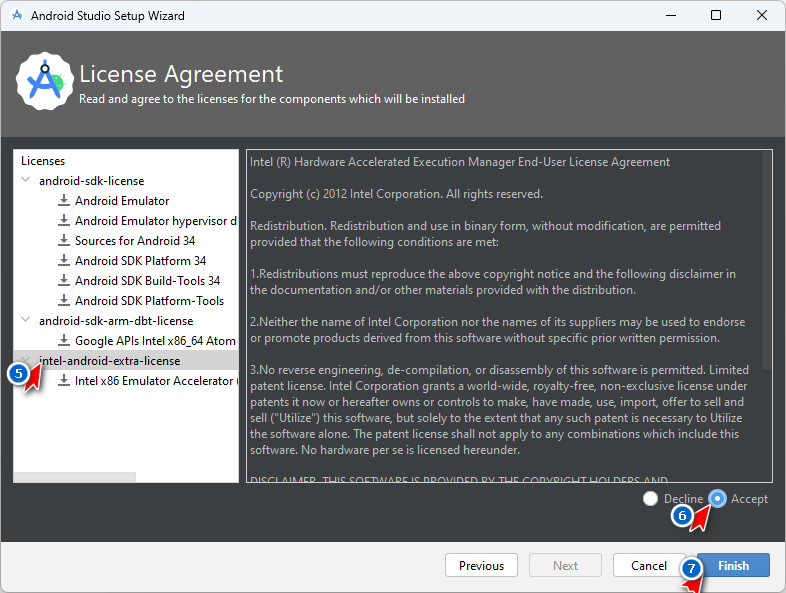 Android Studio Setup Wizard
License Agreement
Read and agree to the licenses for the components which will be installed
Licenses
android-sdk-license
Android Emulator
Android Emulator hypervisor d
Sources for Android 34
Android SDK Platform 34
Android SDK Build-Tools 34
Android SDK Platform-Tools
android-sdk-arm-dbt-license
Google APIs Intel x86_64 Atom
intel-android-extra-license
5
Intel x86 Emulator Accelerator (
Intel (R) Hardware Accelerated Execution Manager End-User License Agreement
Copyright (c) 2012 Intel Corporation. All rights reserved.
Redistribution. Redistribution and use in binary form, without modification, are permitted
provided that the following conditions are met:
1.Redistributions must reproduce the above copyright notice and the following disclaimer in
the documentation and/or other materials provided with the distribution.
2.Neither the name of Intel Corporation nor the names of its suppliers may be used to endorse
or promote products derived from this software without specific prior written permission.
3.No reverse engineering, de-compilation, or disassembly of this software is permitted. Limited
patent license. Intel Corporation grants a world-wide, royalty-free, non-exclusive license under
patents it now or hereafter owns or controls to make, have made, use, import, offer to sell and
sell ("Utilize") this software, but solely to the extent that any such patent is necessary to Utilize
the software alone. The patent license shall not apply to any combinations which include this
software. No hardware per se is licensed hereunder.
DISCLAIMER. THIS SOFTWARE IS PROVIDED BY THE COPYRIGHT HOLDERS AND
Decline Accept
6
Previous Next Cancel 7 Finish